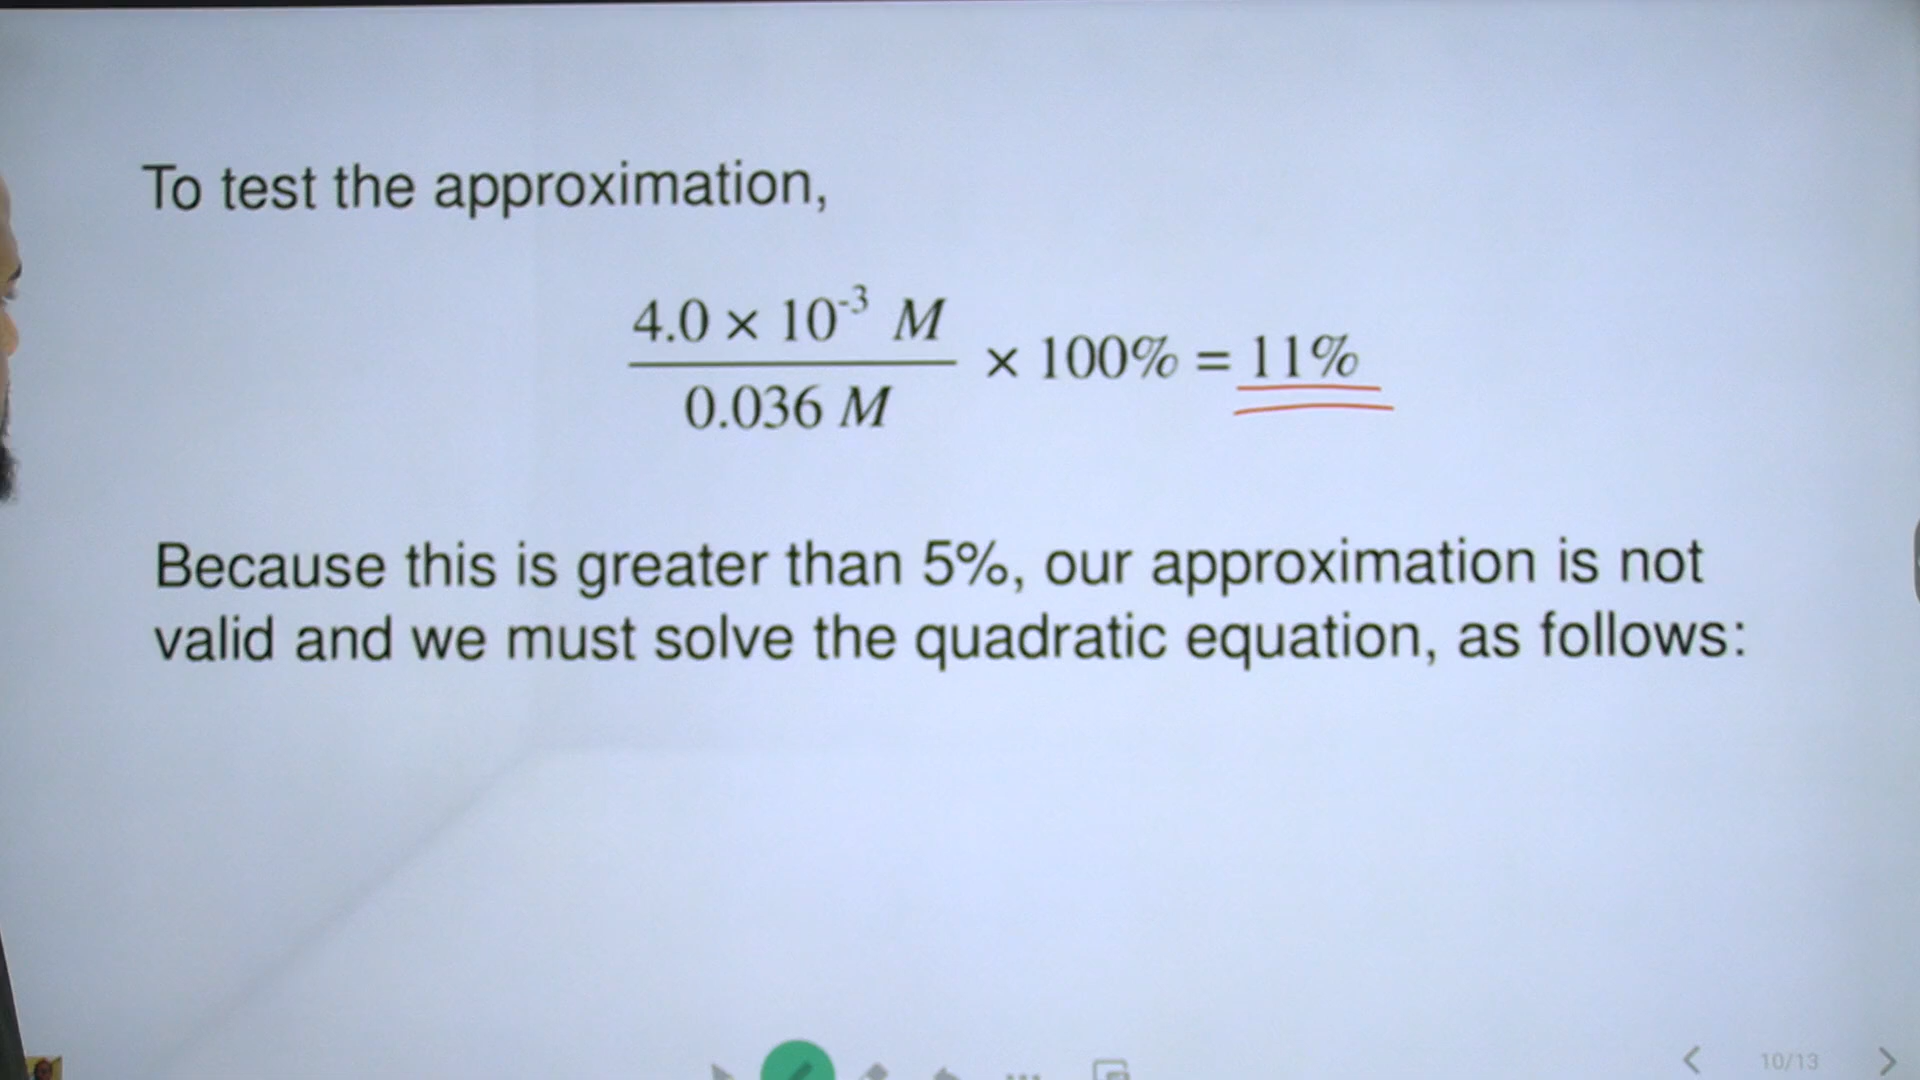 To test the approximation,
4.0 × 10⁻³ M
× 100% = 11%
0.036 M
Because this is greater than 5%, our approximation is not
valid and we must solve the quadratic equation, as follows:
10/13